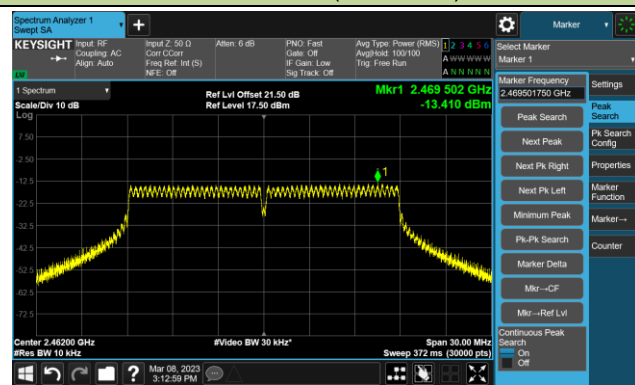 Spectrum Analyzer 1
Swept SA
Marker
KEYSIGHT
Input: RF
Coupling: AC
Align: Auto
Input Z: 50 Ω
Corr CCorr
Freq Ref: Int (S)
NFE: Off
Atten: 6 dB
PNO: Fast
Gate: Off
IF Gain: Low
Sig Track: Off
Avg Type: Power (RMS)
Avg|Hold: 100/100
Trig: Free Run
1 2 3 4 5 6
A W W W W W
A N N N N N
Select Marker
Marker 1
1 Spectrum
Scale/Div 10 dB
Log
Ref Lvl Offset 21.50 dB
Ref Level 17.50 dBm
Mkr1 2.469 502 GHz
-13.410 dBm
7.50
-2.50
-12.5
-22.5
-32.5
-42.5
-52.5
-62.5
-72.5
1
Center 2.46200 GHz
#Res BW 10 kHz
#Video BW 30 kHz*
Span 30.00 MHz
Sweep 372 ms (30000 pts)
Marker Frequency
2.469501750 GHz
Peak Search
Next Peak
Next Pk Right
Next Pk Left
Minimum Peak
Pk-Pk Search
Marker Delta
Mkr→CF
Mkr→Ref Lvl
Continuous Peak
Search
On
Off
Settings
Peak
Search
Pk Search
Config
Properties
Marker
Function
Marker→
Counter
Mar 08, 2023
3:12:59 PM